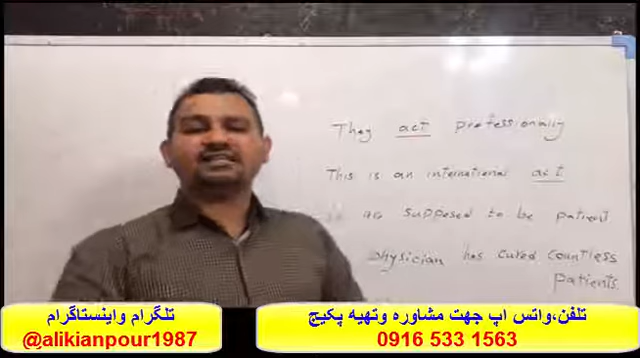 They act professionally
This is an international act
supposed to be patient
physician has cured countless
patients.
تلگرام واینستاگرام
@alikianpour1987
تلفن،واتس اپ جهت مشاوره وتهیه پکیج
0916 533 1563